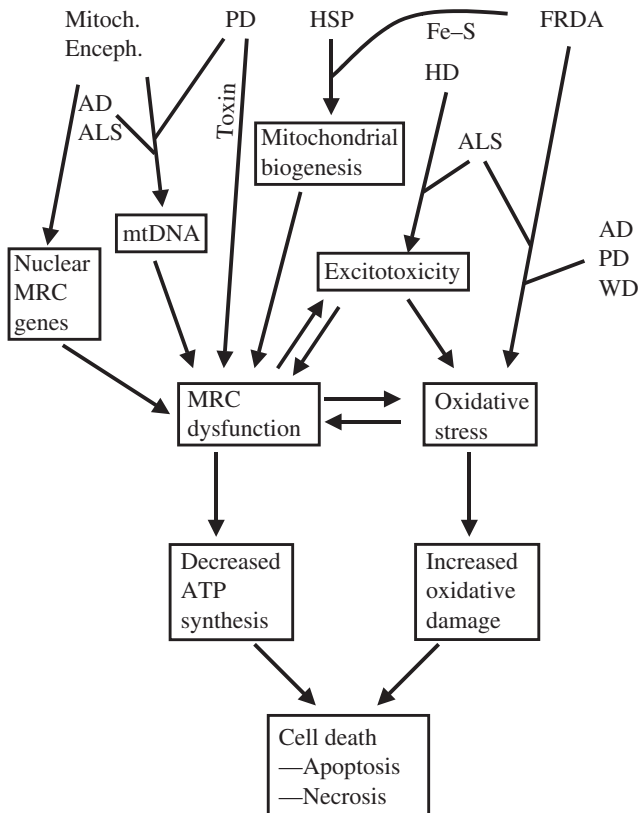 Mitoch.
Enceph.
PD
HSP
Fe–S
FRDA
AD
ALS
Toxin
HD
Mitochondrial
biogenesis
ALS
mtDNA
Nuclear
MRC
genes
Excitotoxicity
AD
PD
WD
MRC
dysfunction
Oxidative
stress
Decreased
ATP
synthesis
Increased
oxidative
damage
Cell death
—Apoptosis
—Necrosis